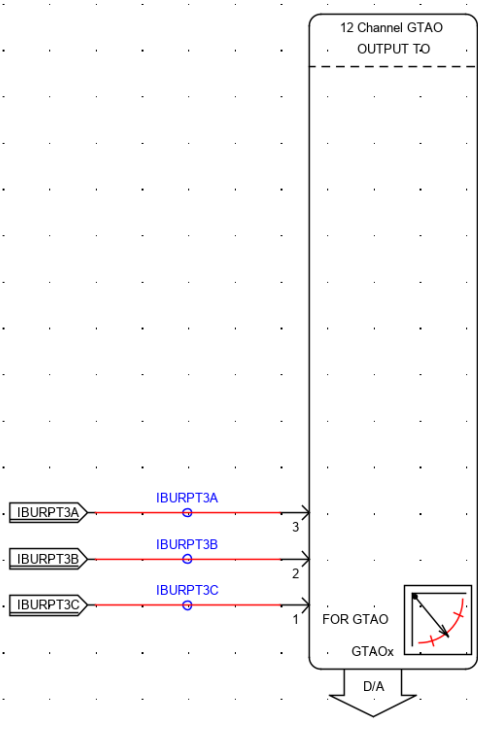 12 Channel GTAO
OUTPUT TO
IBURPT3A
IBURPT3A
3
IBURPT3B
IBURPT3B
2
IBURPT3C
IBURPT3C
1
FOR GTAO
GTAOx
D/A